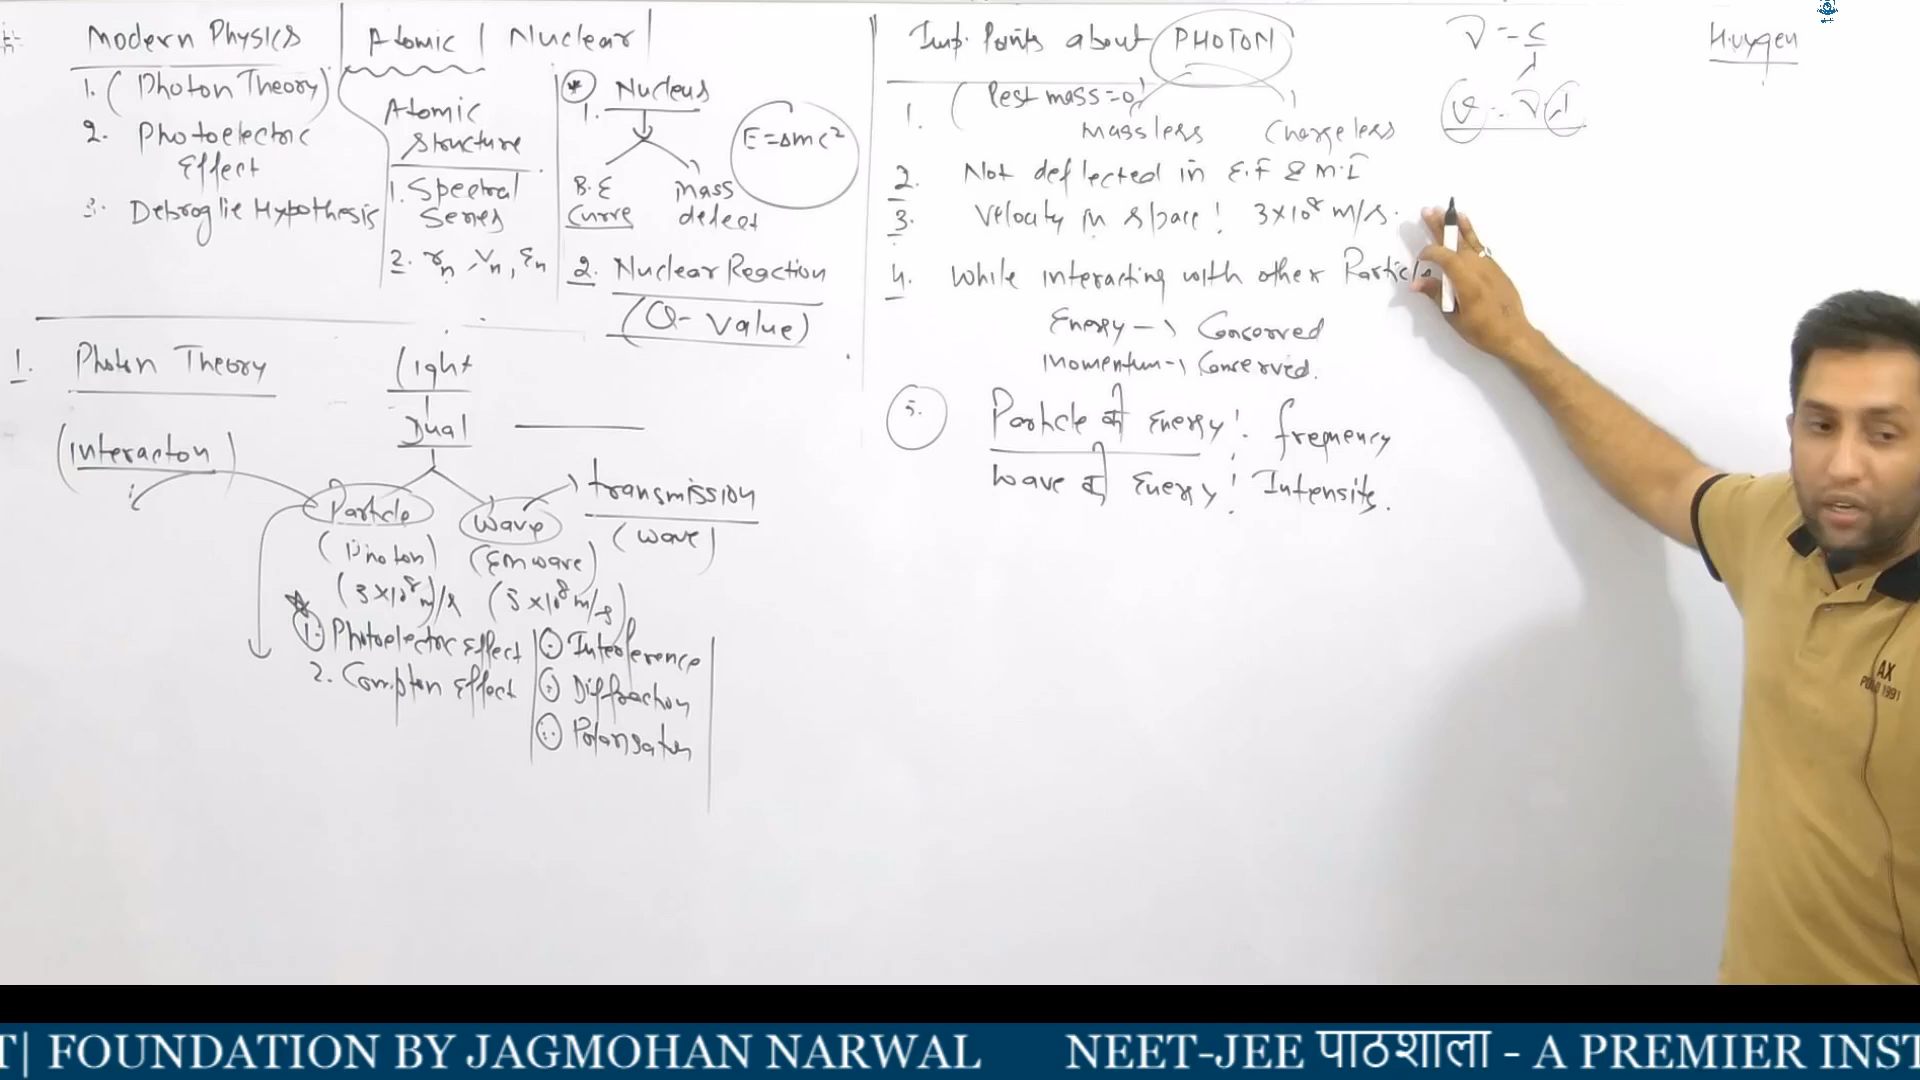 Modern Physics | Atomic | Nuclear
1. (Photon Theory)
2. Photoelectric
Effect
3. Debroglie Hypothesis
Atomic
Structure
1. Spectral
Series
2. rn, Vn, En
* Nucleus
1.
B.E
Curve
mass
defect
E=Δmc²
2. Nuclear Reaction
(Q-Value)
1. Photon Theory
Light
Dual
(Interacton)
Particle
Wave
transmission
(wave)
(Photon)
(EM wave)
(3×10⁸ m/s)
(3×10⁸ m/s)
1. Photoelectric Effect
2. Compton Effect
Interference
Diffraction
Polarisation
Imp. Points about PHOTON
1. (Rest mass=0)
massless
Chargeless
2. Not deflected in E.F & M.F
3. Velocity in space: 3×10⁸ m/s.
4. While interacting with other Particle
Energy → Conserved
Momentum → Conserved.
5. Particle की Energy: frequency
Wave की Energy: Intensity.
ν = c/λ
v = νλ
Huygen
AX
1991
T| FOUNDATION BY JAGMOHAN NARWAL NEET-JEE पाठशाला - A PREMIER INST